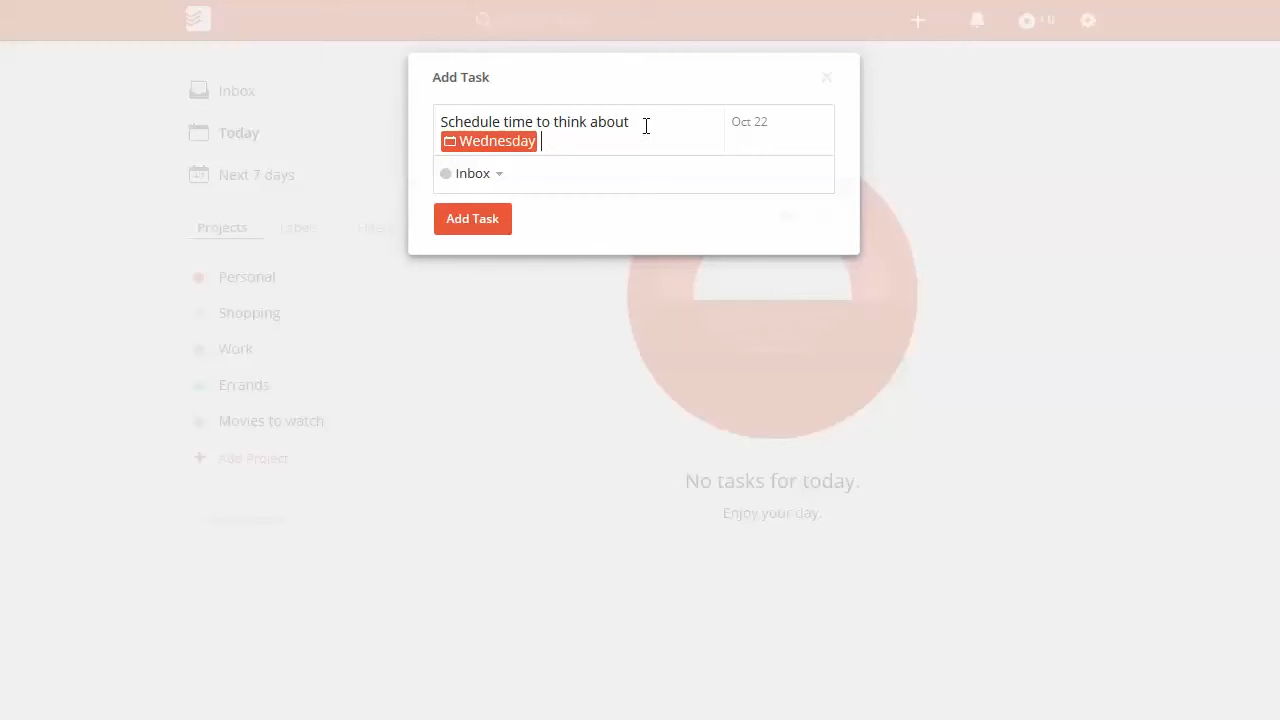 Add Task
Schedule time to think about
Wednesday
Oct 22
Inbox
Add Task
Inbox
Today
Next 7 days
Projects
Labels
Personal
Shopping
Work
Errands
Movies to watch
Add Project
No tasks for today.
Enjoy your day.